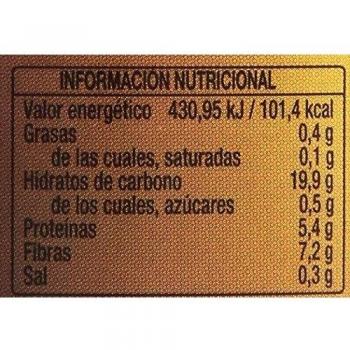 INFORMACIÓN NUTRICIONAL
Valor energético 430,95 kJ / 101,4 kcal
Grasas 0,4 g
de las cuales, saturadas 0,1 g
Hidratos de carbono 19,9 g
de los cuales, azúcares 0,5 g
Proteínas 5,4 g
Fibras 7,2 g
Sal 0,3 g